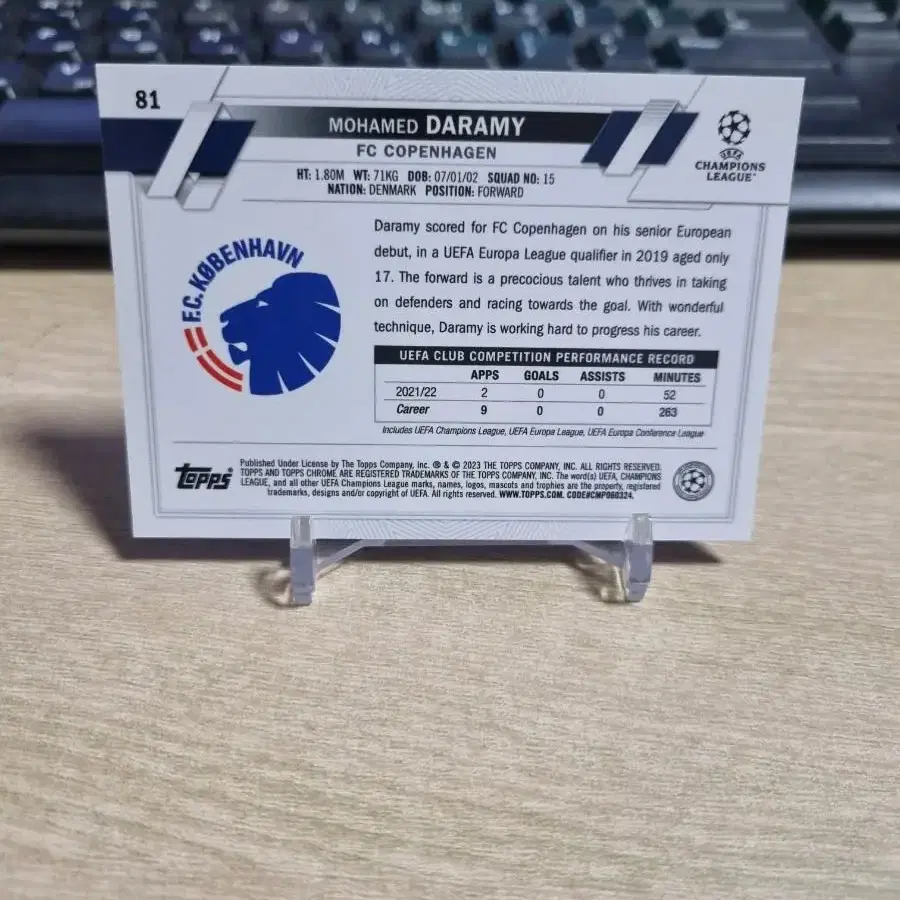 81
MOHAMED DARAMY
FC COPENHAGEN
HT: 1.80M WT: 71KG DOB: 07/01/02 SQUAD NO: 15
NATION: DENMARK POSITION: FORWARD
UEFA
CHAMPIONS
LEAGUE™
F.C. KØBENHAVN
Daramy scored for FC Copenhagen on his senior European
debut, in a UEFA Europa League qualifier in 2019 aged only
17. The forward is a precocious talent who thrives in taking
on defenders and racing towards the goal. With wonderful
technique, Daramy is working hard to progress his career.
UEFA CLUB COMPETITION PERFORMANCE RECORD
APPS GOALS ASSISTS MINUTES
2021/22 2 0 0 52
Career 9 0 0 263
Includes UEFA Champions League, UEFA Europa League, UEFA Europa Conference League
topps®
Published Under License by The Topps Company, Inc. ® & © 2023 THE TOPPS COMPANY, INC. ALL RIGHTS RESERVED.
TOPPS AND TOPPS CHROME ARE REGISTERED TRADEMARKS OF THE TOPPS COMPANY, INC. The word(s) UEFA, CHAMPIONS
LEAGUE, and all other UEFA Champions League marks, names, logos, mascots and trophies are the property, registered
trademarks, designs and/or copyright of UEFA. All rights reserved. WWW.TOPPS.COM. CODE#CMP060324.